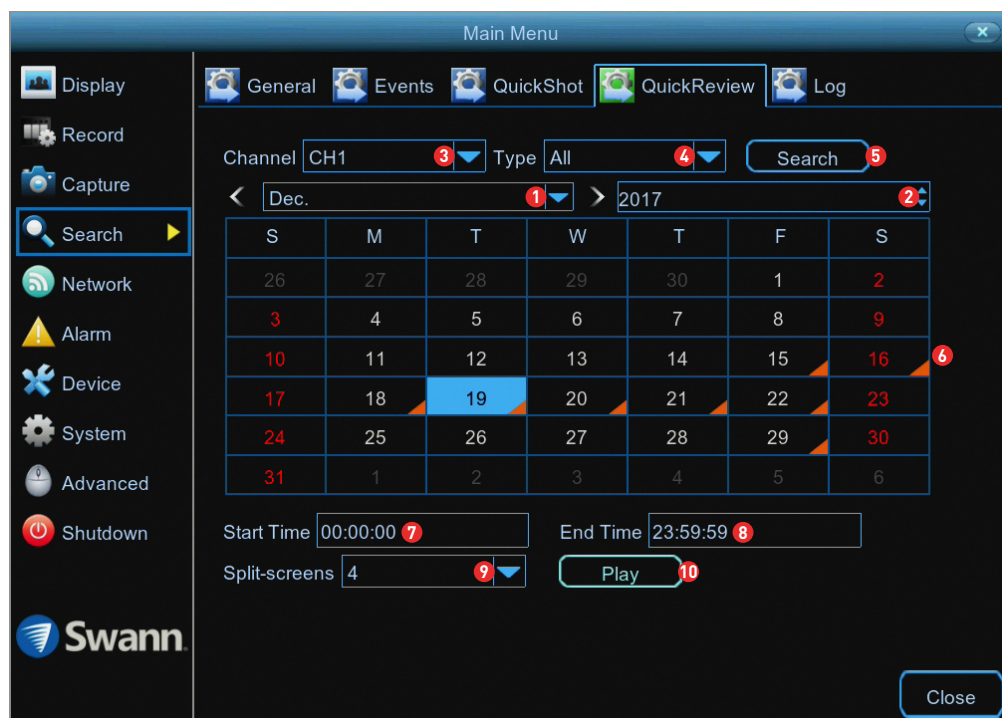 Main Menu
Display
Record
Capture
Search
Network
Alarm
Device
System
Advanced
Shutdown
Swann
General Events QuickShot QuickReview Log
Channel CH1 3 Type All 4 Search 5
Dec. 1 2017 2
S M T W T F S
26 27 28 29 30 1 2
3 4 5 6 7 8 9
10 11 12 13 14 15 16 6
17 18 19 20 21 22 23
24 25 26 27 28 29 30
31 1 2 3 4 5 6
Start Time 00:00:00 7 End Time 23:59:59 8
Split-screens 4 9 Play 10
Close